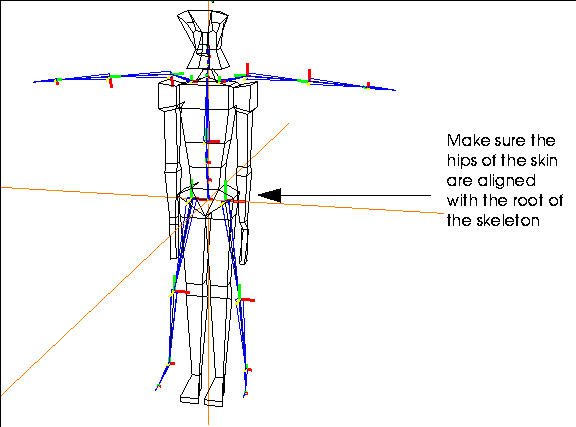 Make sure the
hips of the skin
are aligned
with the root of
the skeleton